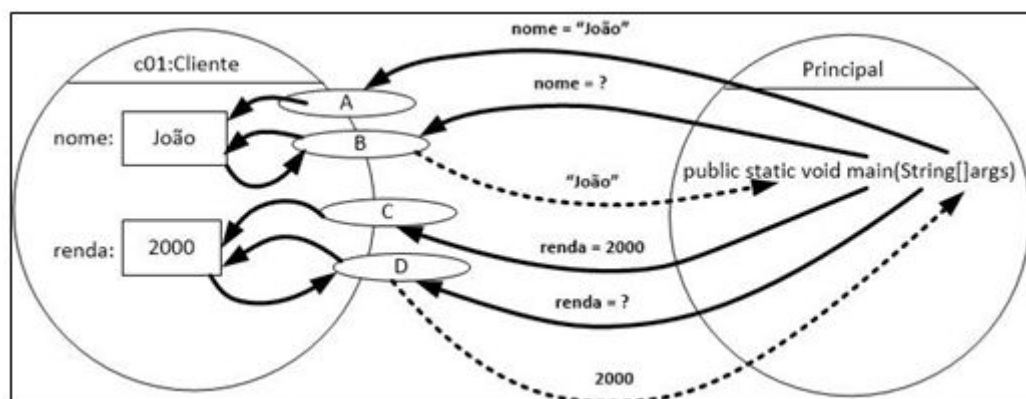 nome = “João”
c01:Cliente
Principal
nome = ?
A
nome:
João
B
public static void main(String[]args)
“João”
C
renda:
2000
renda = 2000
D
renda = ?
2000